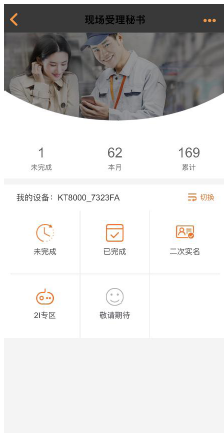 现场受理秘书
1 62 169
未完成 本月 累计
我的设备：KT8000_7323FA 切换
未完成 已完成 二次实名
2I专区 敬请期待